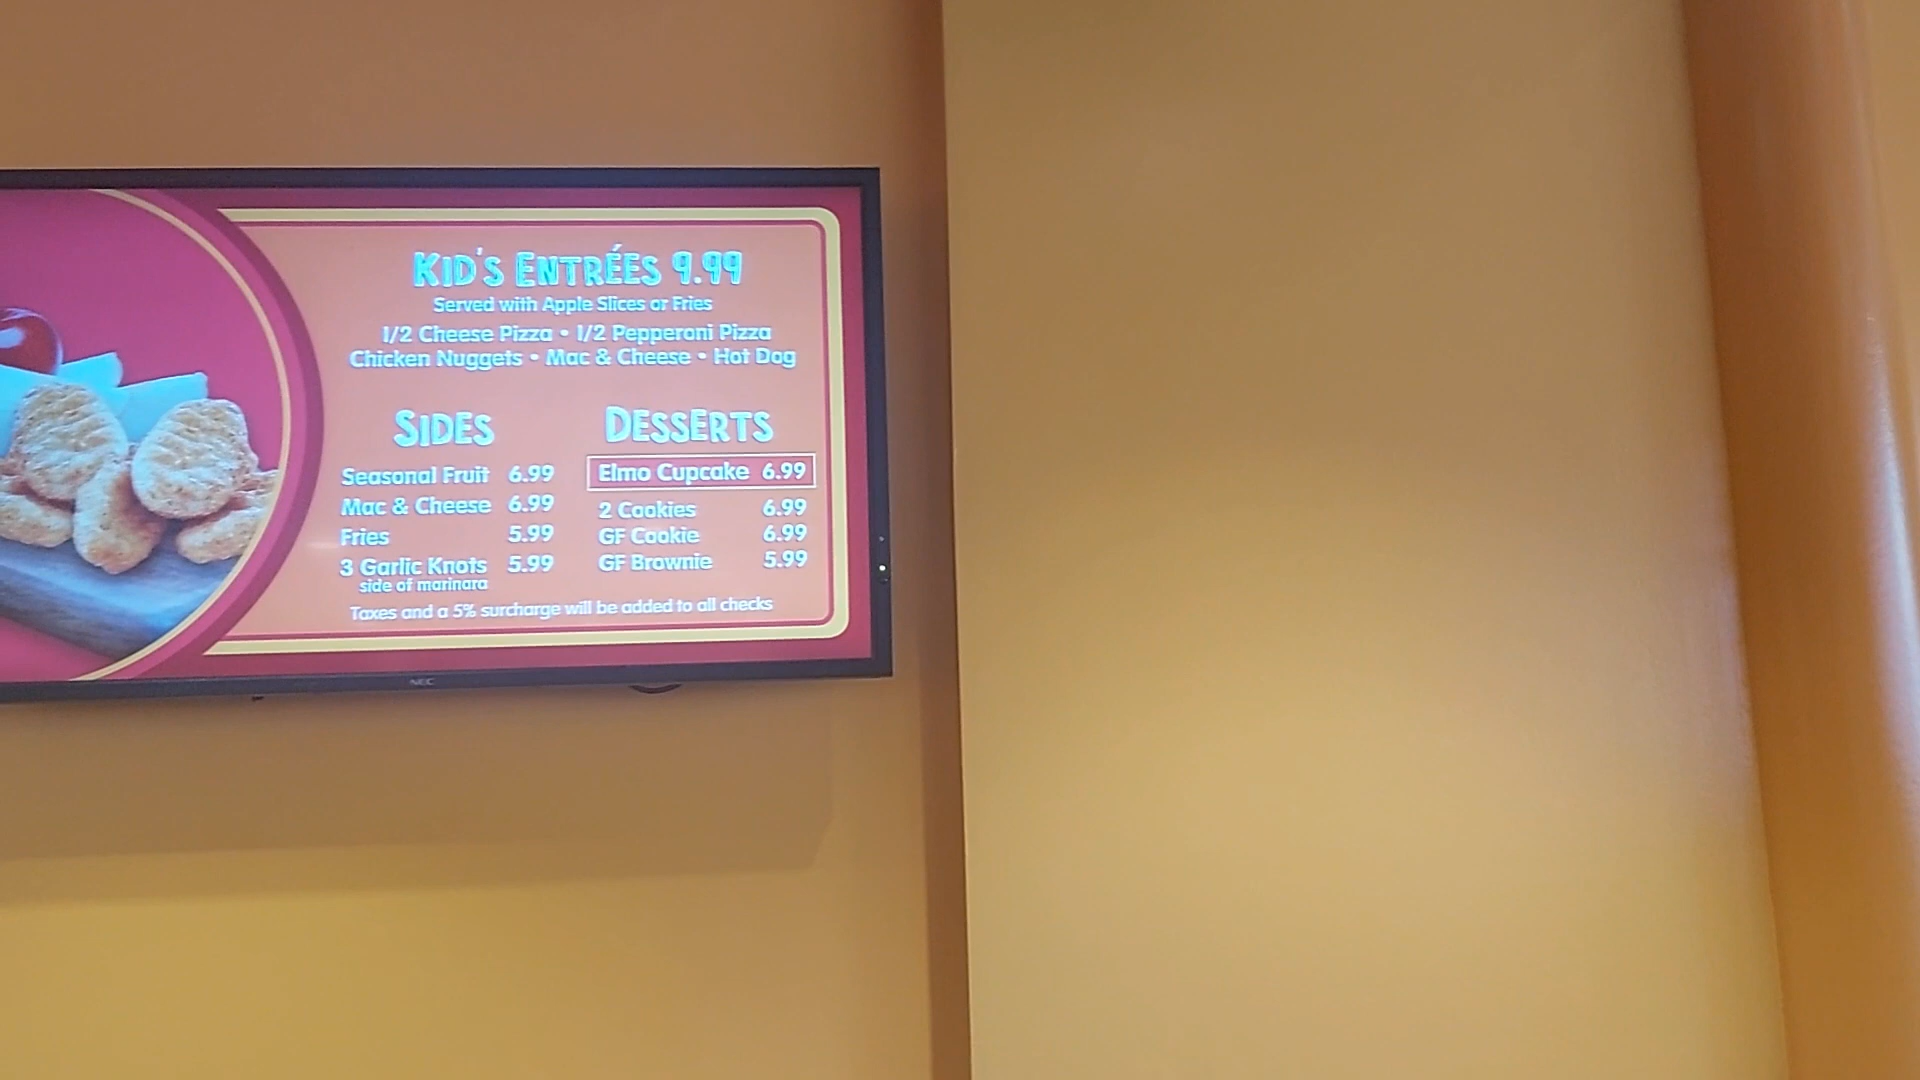 KID'S ENTRÉES 9.99
Served with Apple Slices or Fries
1/2 Cheese Pizza • 1/2 Pepperoni Pizza
Chicken Nuggets • Mac & Cheese • Hot Dog
SIDES
Seasonal Fruit 6.99
Mac & Cheese 6.99
Fries 5.99
3 Garlic Knots 5.99
side of marinara
DESSERTS
Elmo Cupcake 6.99
2 Cookies 6.99
GF Cookie 6.99
GF Brownie 5.99
Taxes and a 5% surcharge will be added to all checks
NEC